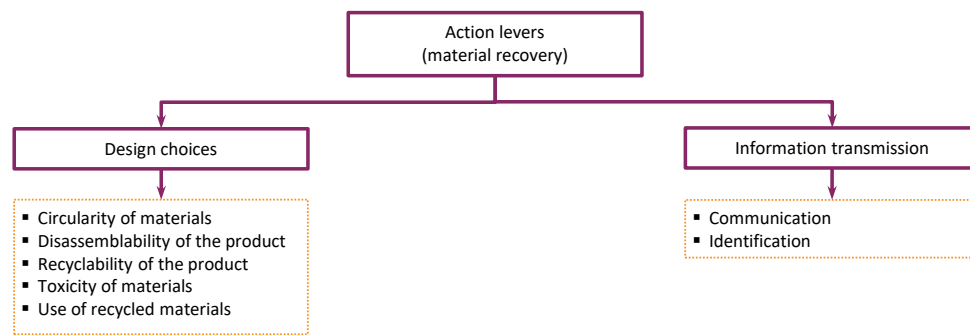 Action levers
(material recovery)
Design choices
Information transmission
▪ Circularity of materials
▪ Disassemblability of the product
▪ Recyclability of the product
▪ Toxicity of materials
▪ Use of recycled materials
▪ Communication
▪ Identification